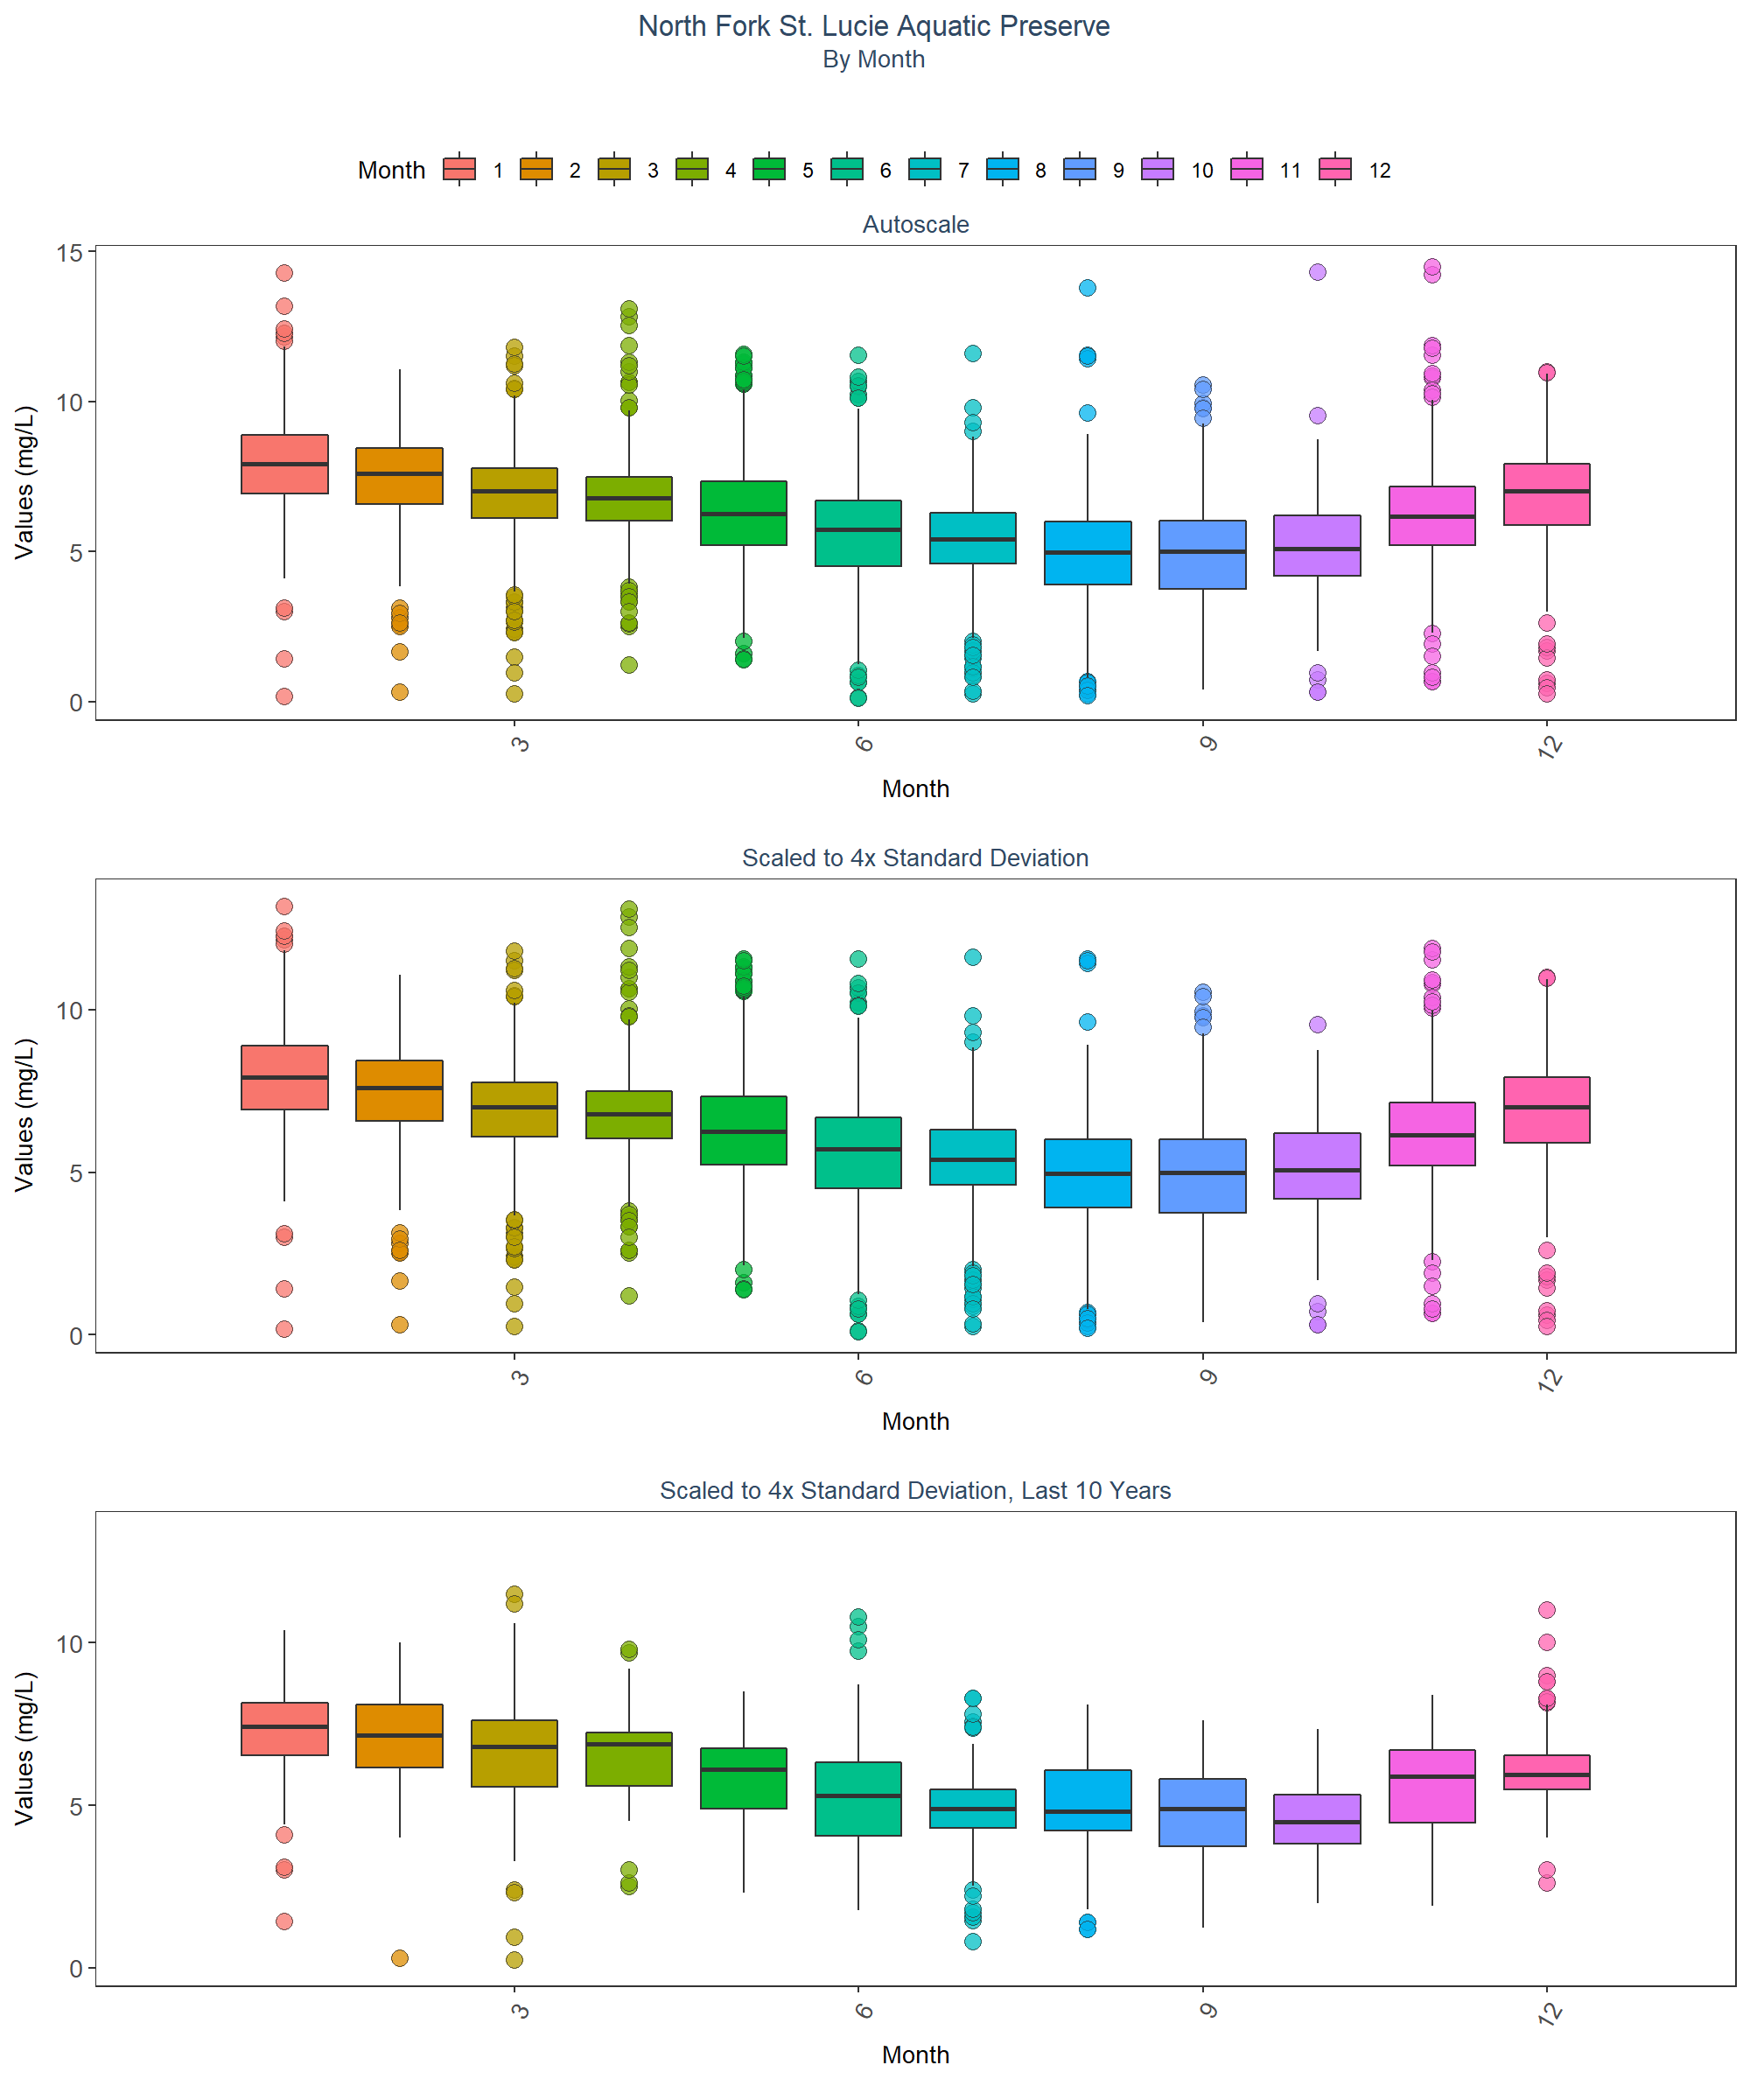 North Fork St. Lucie Aquatic Preserve
By Month
Month 1 2 3 4 5 6 7 8 9 10 11 12
Autoscale
15
10
5
0
Values (mg/L)
3 6 9 12
Month
Scaled to 4x Standard Deviation
10
5
0
Values (mg/L)
3 6 9 12
Month
Scaled to 4x Standard Deviation, Last 10 Years
10
5
0
Values (mg/L)
3 6 9 12
Month